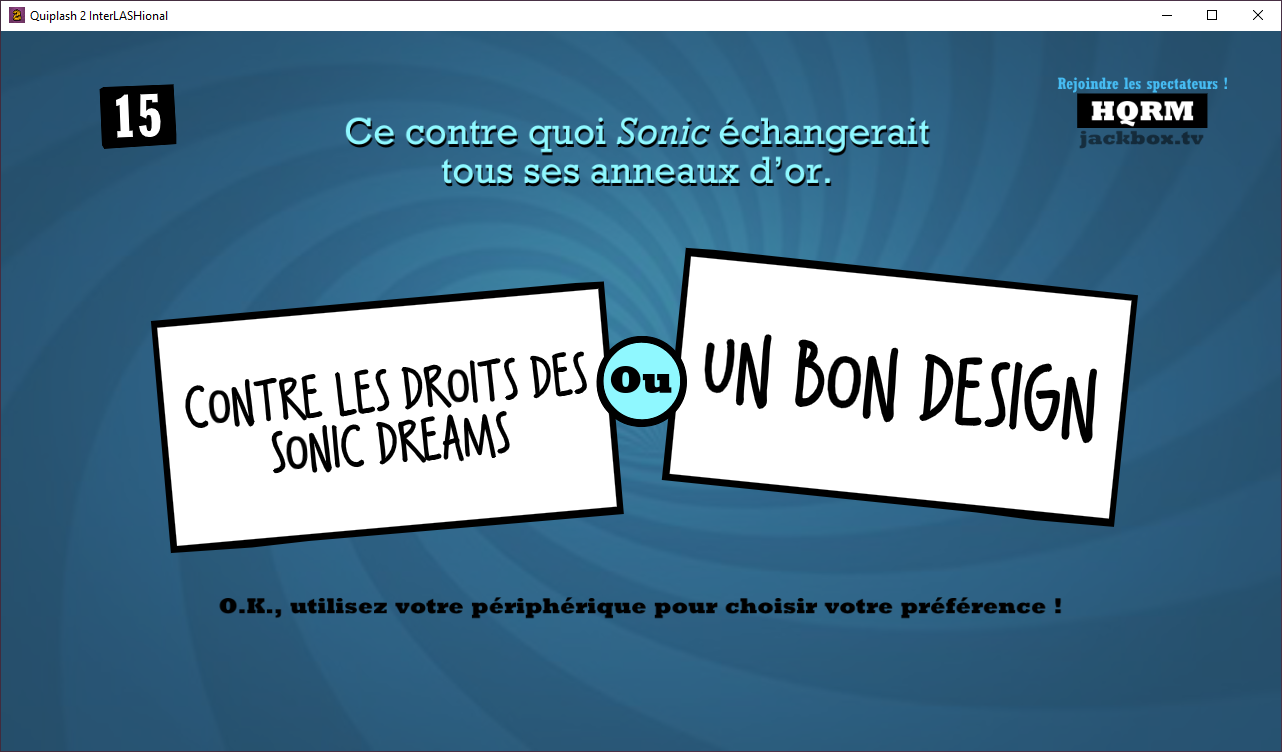 Quiplash 2 InterLASHional
15
Rejoindre les spectateurs !
HQRM
jackbox.tv
Ce contre quoi Sonic échangerait
tous ses anneaux d'or.
CONTRE LES DROITS DES
SONIC DREAMS
Ou
UN BON DESIGN
O.K., utilisez votre périphérique pour choisir votre préférence !